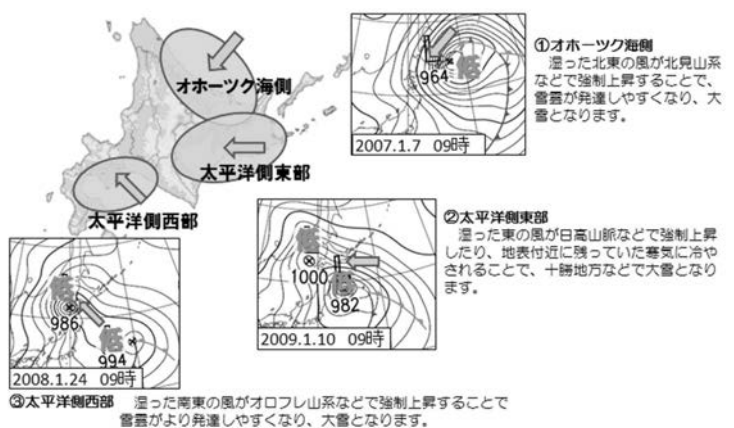 オホーツク海側
太平洋側東部
太平洋側西部
低
964
2007.1.7 09時
①オホーツク海側
湿った北東の風が北見山系
などで強制上昇することで、
雪雲が発達しやすくなり、大
雪となります。
低
1000
低
982
2009.1.10 09時
②太平洋側東部
湿った東の風が日高山脈などで強制上昇
したり、地表付近に残っていた寒気に冷や
されることで、十勝地方などで大雪となり
ます。
低
986
低
994
2008.1.24 09時
③太平洋側西部 湿った南東の風がオロフレ山系などで強制上昇することで
雪雲がより発達しやすくなり、大雪となります。